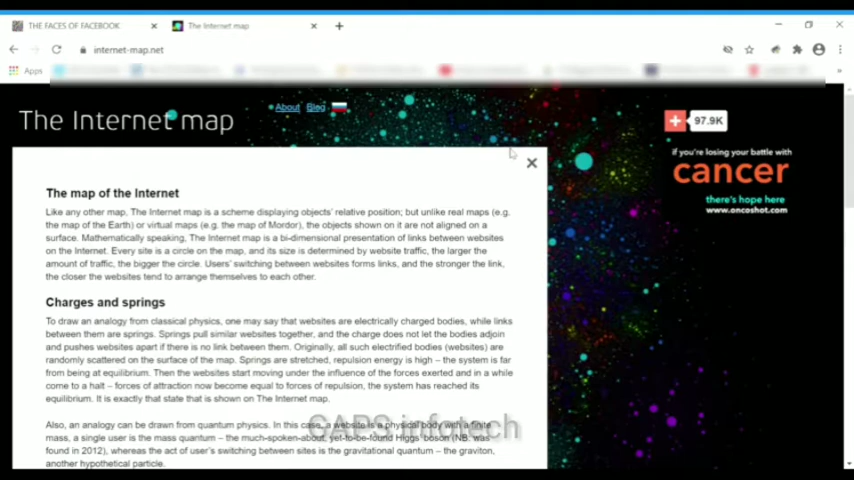 THE FACES OF FACEBOOK
The Internet map
internet-map.net
Apps
The Internet map
About Blog
97.9K
if you're losing your battle with
cancer
there's hope here
www.oncoshot.com
The map of the Internet
Like any other map, The Internet map is a scheme displaying objects' relative position; but unlike real maps (e.g.
the map of the Earth) or virtual maps (e.g. the map of Mordor), the objects shown on it are not aligned on a
surface. Mathematically speaking, The Internet map is a bi-dimensional presentation of links between websites
on the Internet. Every site is a circle on the map, and its size is determined by website traffic, the larger the
amount of traffic, the bigger the circle. Users' switching between websites forms links, and the stronger the link,
the closer the websites tend to arrange themselves to each other.
Charges and springs
To draw an analogy from classical physics, one may say that websites are electrically charged bodies, while links
between them are springs. Springs pull similar websites together, and the charge does not let the bodies adjoin
and pushes websites apart if there is no link between them. Originally, all such electrified bodies (websites) are
randomly scattered on the surface of the map. Springs are stretched, repulsion energy is high – the system is far
from being at equilibrium. Then the websites start moving under the influence of the forces exerted and in a while
come to a halt – forces of attraction now become equal to forces of repulsion, the system has reached its
equilibrium. It is exactly that state that is shown on The Internet map.
Also, an analogy can be drawn from quantum physics. In this case, a website is a physical body with a finite
mass, a single user is the mass quantum – the much-spoken-about, yet-to-be-found Higgs' boson (NB: was
found in 2012), whereas the act of user's switching between sites is the gravitational quantum – the graviton,
another hypothetical particle.
GAPS infotech